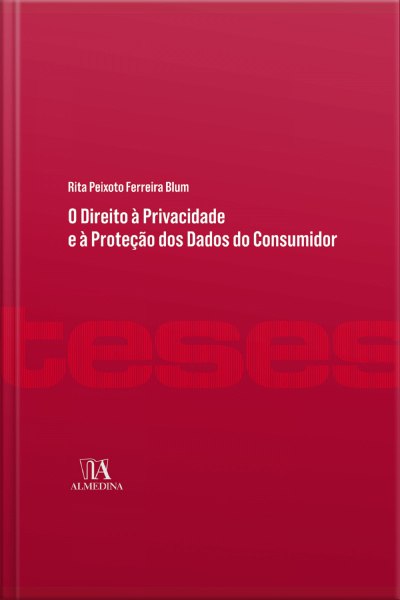 Rita Peixoto Ferreira Blum
O Direito à Privacidade
e à Proteção dos Dados do Consumidor
teses
ALMEDINA